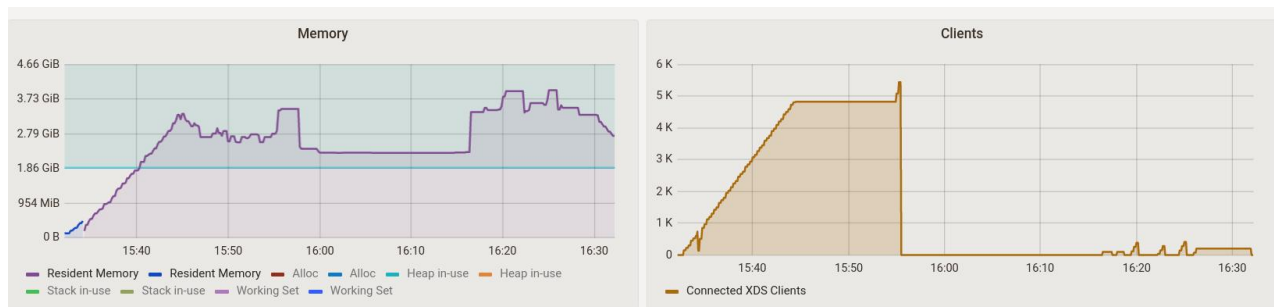 Memory
4.66 GiB
3.73 GiB
2.79 GiB
1.86 GiB
954 MiB
0 B
15:40 15:50 16:00 16:10 16:20 16:30
Resident Memory Resident Memory Alloc Alloc Heap in-use Heap in-use
Stack in-use Stack in-use Working Set Working Set
Clients
6 K
5 K
4 K
3 K
2 K
1 K
0
15:40 15:50 16:00 16:10 16:20 16:30
Connected XDS Clients